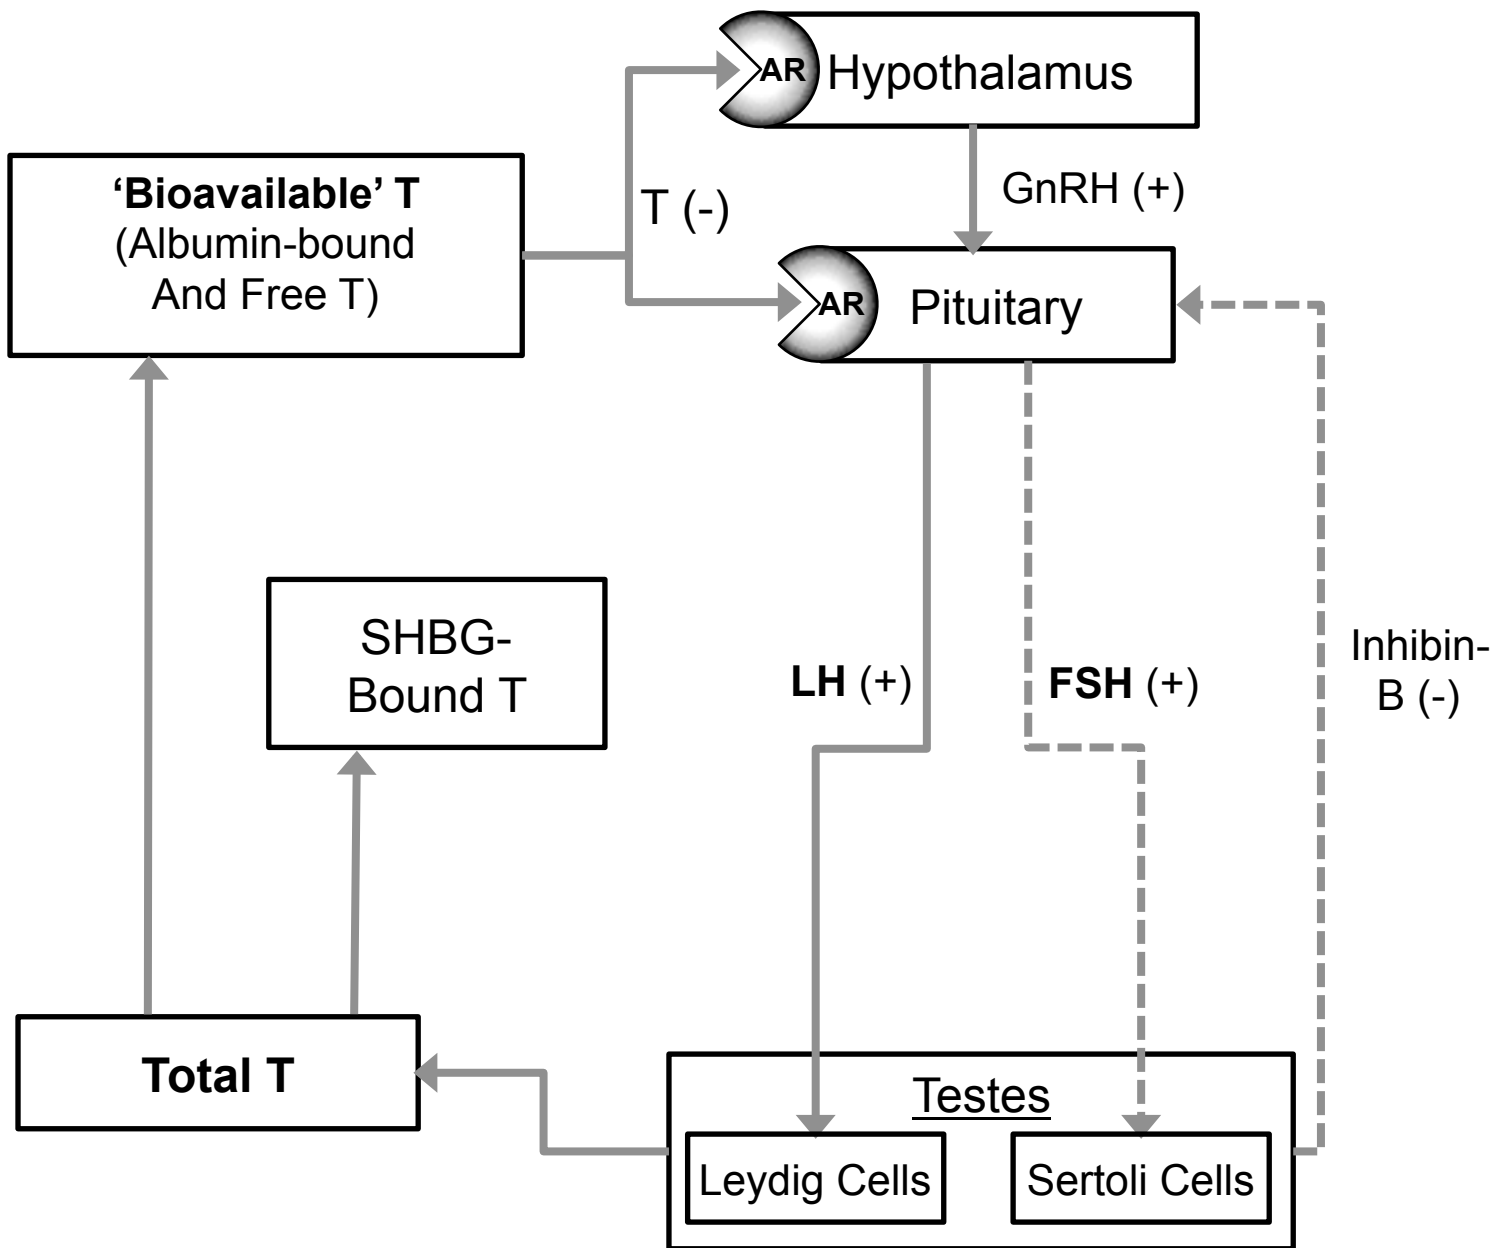 AR
Hypothalamus
‘Bioavailable’ T
(Albumin-bound
And Free T)
T (-)
GnRH (+)
AR
Pituitary
SHBG-
Bound T
LH (+)
FSH (+)
Inhibin-
B (-)
Total T
Testes
Leydig Cells
Sertoli Cells